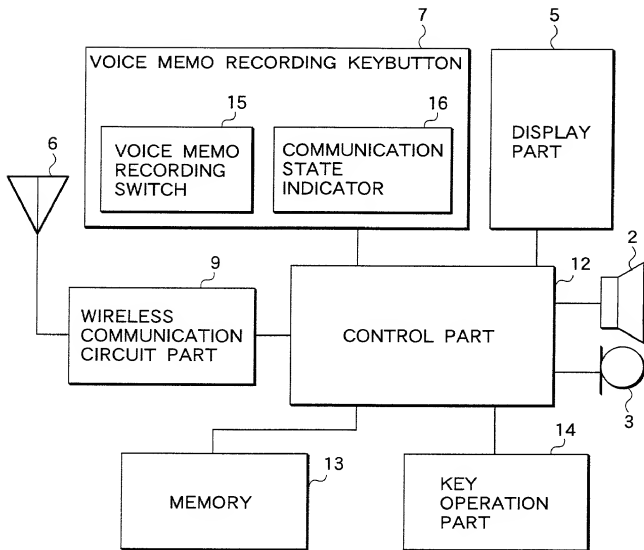 7
5
VOICE MEMO RECORDING KEYBUTTON
15
16
6
VOICE MEMO
RECORDING
SWITCH
COMMUNICATION
STATE
INDICATOR
DISPLAY
PART
2
12
9
WIRELESS
COMMUNICATION
CIRCUIT PART
CONTROL PART
3
14
MEMORY
13
KEY
OPERATION
PART